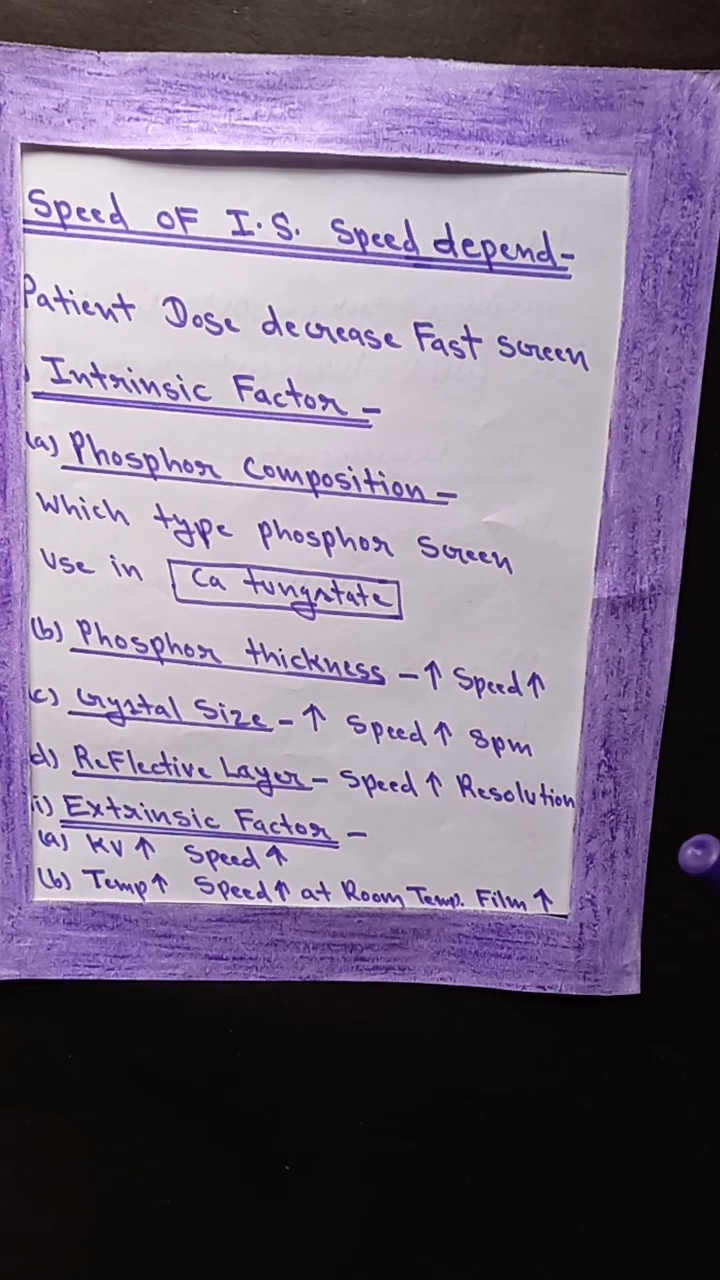 Speed of I.S. Speed depend-
Patient Dose decrease Fast screen
Intrinsic Factor -
(a) Phosphor Composition -
Which type phosphor Screen
Use in Ca tungstate
(b) Phosphor thickness - ↑ Speed ↑
(c) Crystal Size - ↑ Speed ↑ 8pm
d) Reflective Layer - Speed ↑ Resolution
i) Extrinsic Factor -
(a) KV ↑ Speed ↑
(b) Temp ↑ Speed ↑ at Room Temp. Film ↑